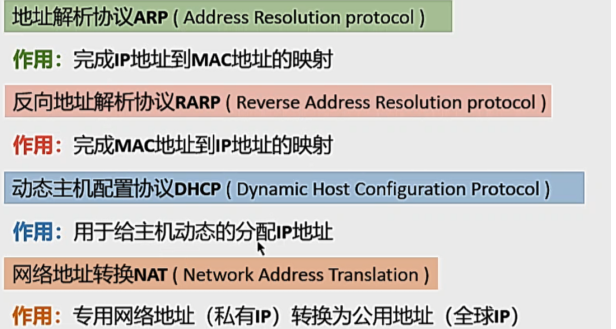 地址解析协议ARP ( Address Resolution protocol )
作用：完成IP地址到MAC地址的映射
反向地址解析协议RARP ( Reverse Address Resolution protocol )
作用：完成MAC地址到IP地址的映射
动态主机配置协议DHCP ( Dynamic Host Configuration Protocol )
作用：用于给主机动态的分配IP地址
网络地址转换NAT ( Network Address Translation )
作用：专用网络地址（私有IP）转换为公用地址（全球IP）